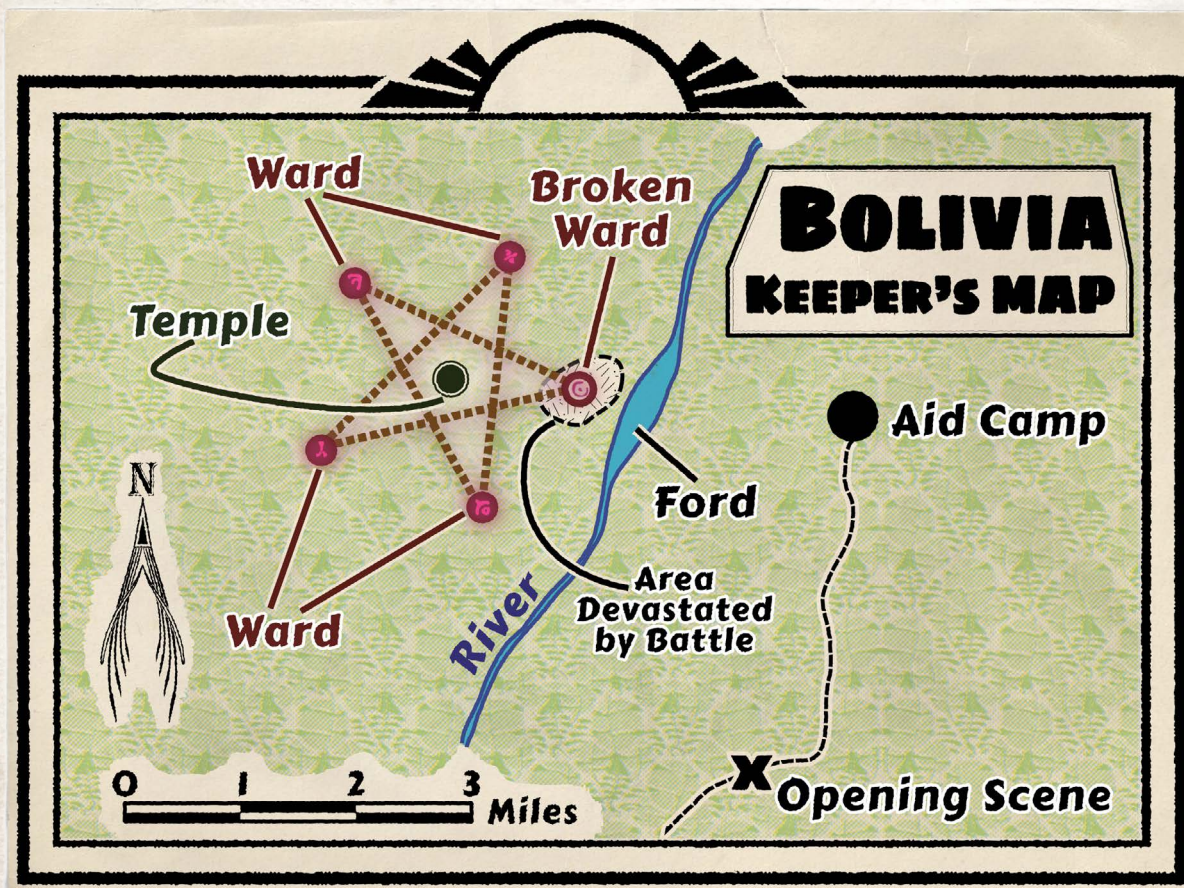 Ward
Broken
Ward
BOLIVIA
KEEPER'S MAP
Temple
Aid Camp
N
Ford
Area
Devastated
by Battle
Ward
River
0 1 2 3
Miles
X
Opening Scene